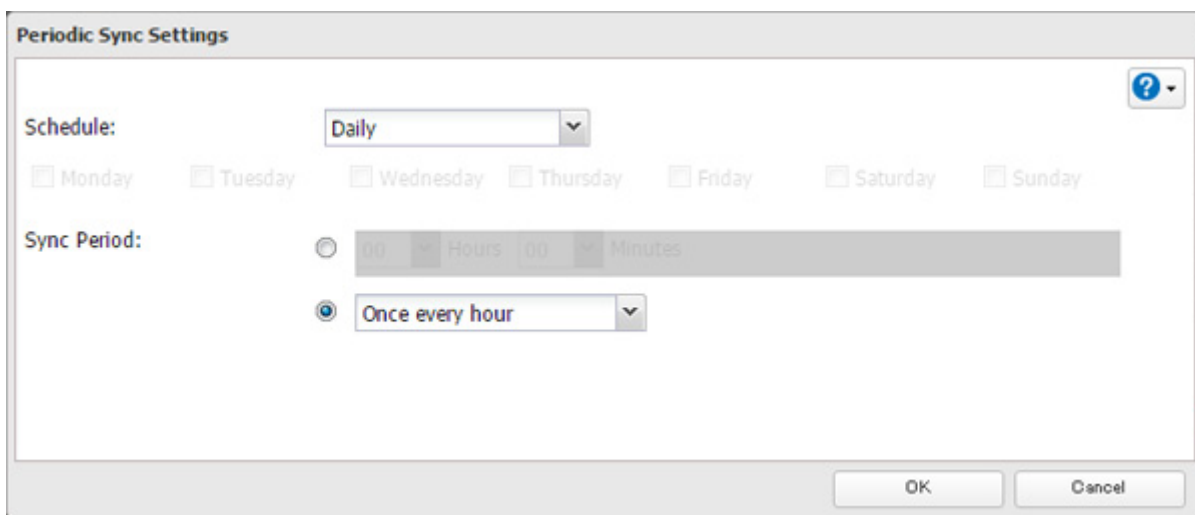 Periodic Sync Settings
?
Schedule: Daily
Monday Tuesday Wednesday Thursday Friday Saturday Sunday
Sync Period: 00 Hours 00 Minutes
Once every hour
OK Cancel